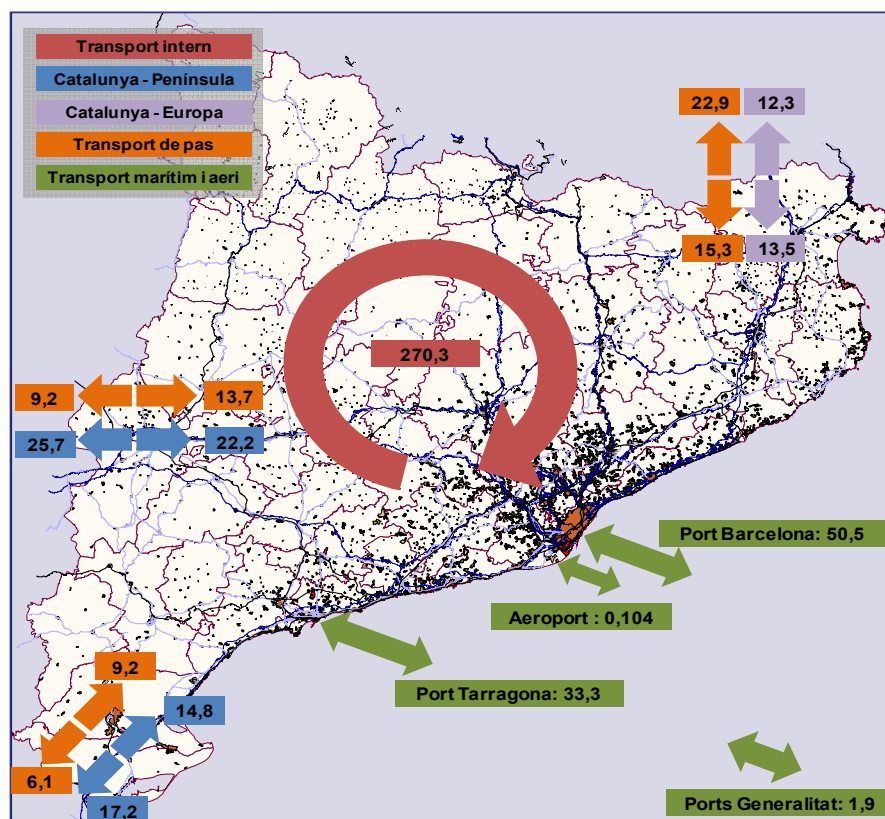 Transport intern
Catalunya - Península
Catalunya - Europa
Transport de pas
Transport marítim i aeri
22,9
12,3
15,3
13,5
270,3
9,2
13,7
25,7
22,2
Port Barcelona: 50,5
Aeroport : 0,104
Port Tarragona: 33,3
9,2
14,8
6,1
17,2
Ports Generalitat: 1,9